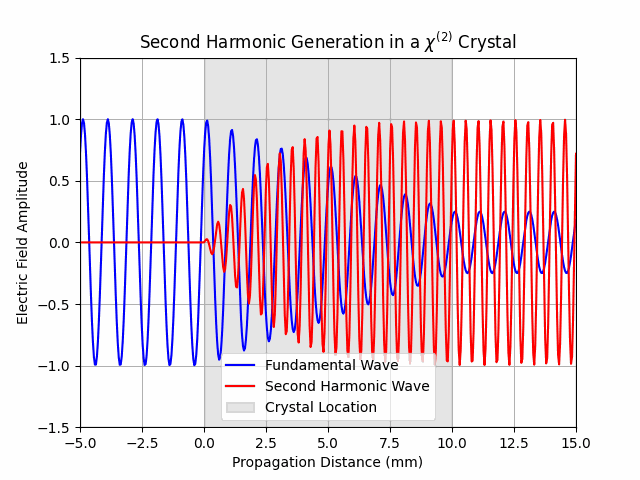 Second Harmonic Generation in a χ(2) Crystal
Electric Field Amplitude
1.5
1.0
0.5
0.0
−0.5
−1.0
−1.5
Fundamental Wave
Second Harmonic Wave
Crystal Location
−5.0 −2.5 0.0 2.5 5.0 7.5 10.0 12.5 15.0
Propagation Distance (mm)